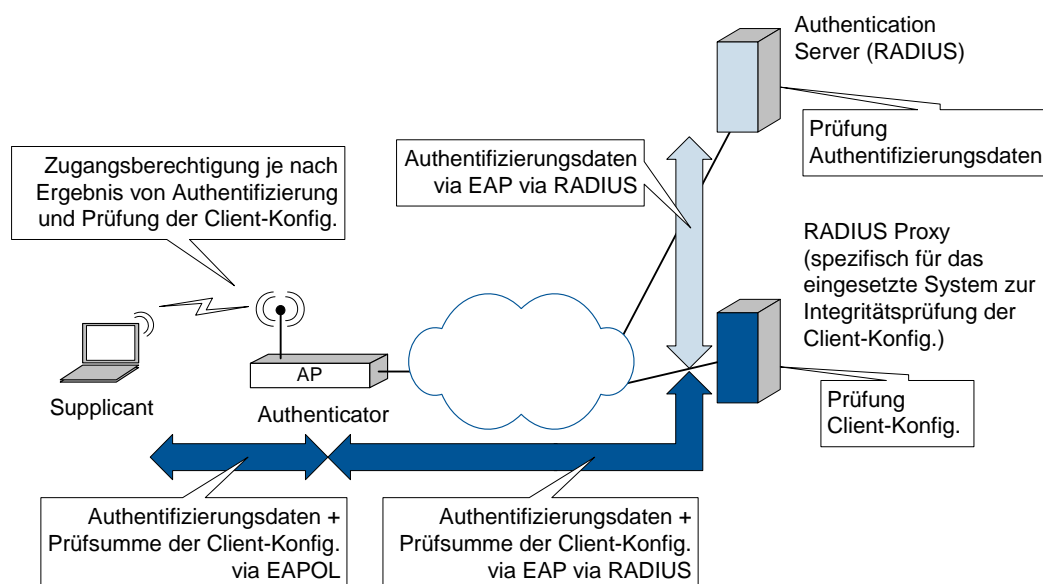 Authentication
Server (RADIUS)
Prüfung
Authentifizierungsdaten
Authentifizierungsdaten
via EAP via RADIUS
Zugangsberechtigung je nach
Ergebnis von Authentifizierung
und Prüfung der Client-Konfig.
RADIUS Proxy
(spezifisch für das
eingesetzte System zur
Integritätsprüfung der
Client-Konfig.)
AP
Supplicant
Authenticator
Prüfung
Client-Konfig.
Authentifizierungsdaten +
Prüfsumme der Client-Konfig.
via EAPOL
Authentifizierungsdaten +
Prüfsumme der Client-Konfig.
via EAP via RADIUS